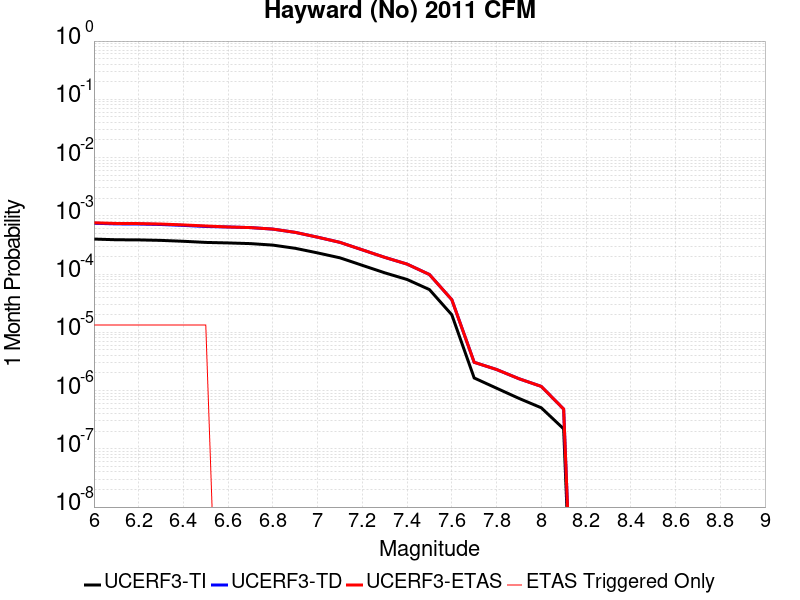 Hayward (No) 2011 CFM
10 0
10 -1
10 -2
10 -3
10 -4
10 -5
10 -6
10 -7
10 -8
1 Month Probability
6 6.2 6.4 6.6 6.8 7 7.2 7.4 7.6 7.8 8 8.2 8.4 8.6 8.8 9
Magnitude
UCERF3-TI UCERF3-TD UCERF3-ETAS ETAS Triggered Only